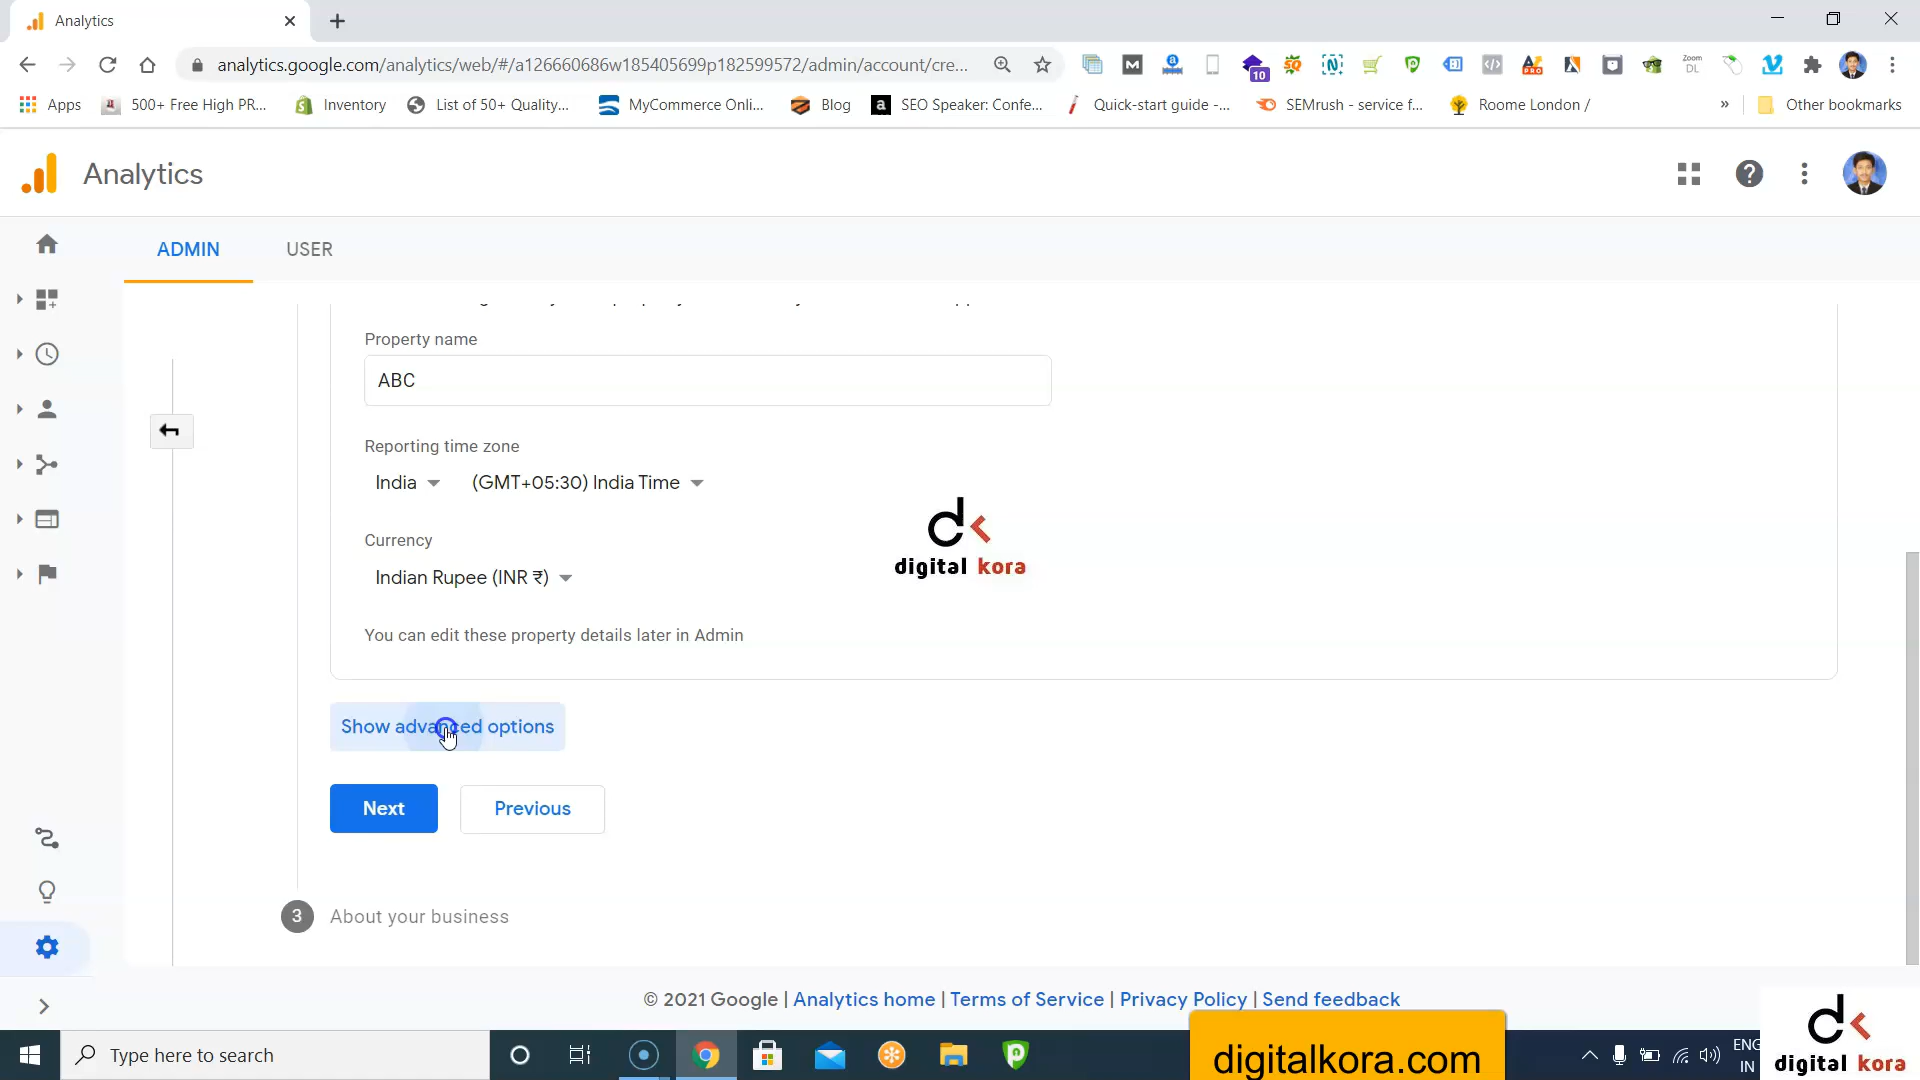 Analytics
analytics.google.com/analytics/web/#/a126660686w185405699p182599572/admin/account/cre...
10
PRO
Zoom
DL
Apps
500+ Free High PR...
Inventory
List of 50+ Quality...
MyCommerce Onli...
Blog
SEO Speaker: Confe...
Quick-start guide -...
SEMrush - service f...
Roome London /
»
Other bookmarks
Analytics
ADMIN
USER
Property name
ABC
Reporting time zone
India
(GMT+05:30) India Time
Currency
Indian Rupee (INR ₹)
You can edit these property details later in Admin
digital kora
Show advanced options
Next
Previous
3
About your business
© 2021 Google | Analytics home | Terms of Service | Privacy Policy | Send feedback
Type here to search
digitalkora.com
ENG
IN
digital kora